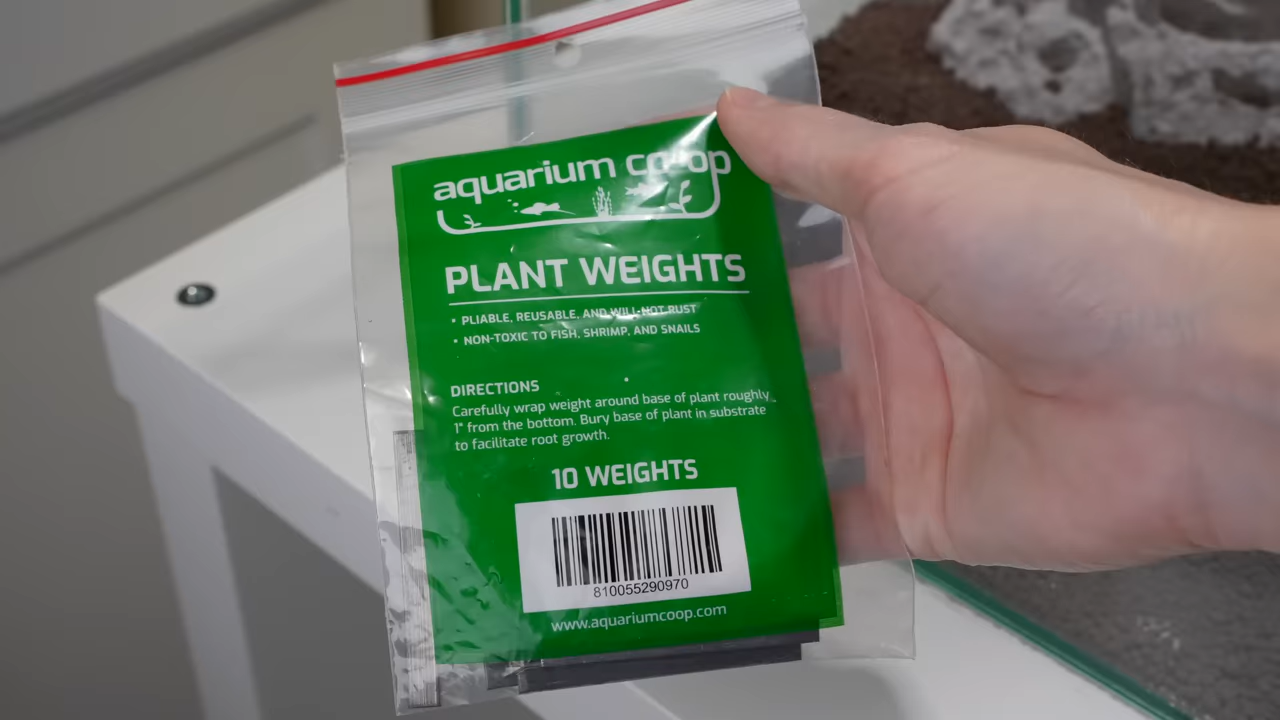 aquarium co-op
PLANT WEIGHTS
• PLIABLE, REUSABLE, AND WILL NOT RUST
• NON-TOXIC TO FISH, SHRIMP, AND SNAILS
DIRECTIONS
Carefully wrap weight around base of plant roughly
1" from the bottom. Bury base of plant in substrate
to facilitate root growth.
10 WEIGHTS
810055290970
www.aquariumcoop.com